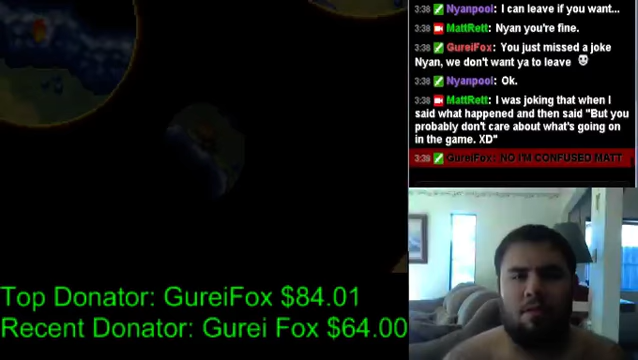 3:38 Nyanpool: I can leave if you want...
3:38 MattRett: Nyan you're fine.
3:38 GureiFox: You just missed a joke
Nyan, we don't want ya to leave
3:38 Nyanpool: Ok.
3:38 MattRett: I was joking that when I
said what happened and then said "But you
probably don't care about what's going on
in the game. XD"
3:39 GureiFox: NO I'M CONFUSED MATT
Top Donator: GureiFox $84.01
Recent Donator: Gurei Fox $64.00